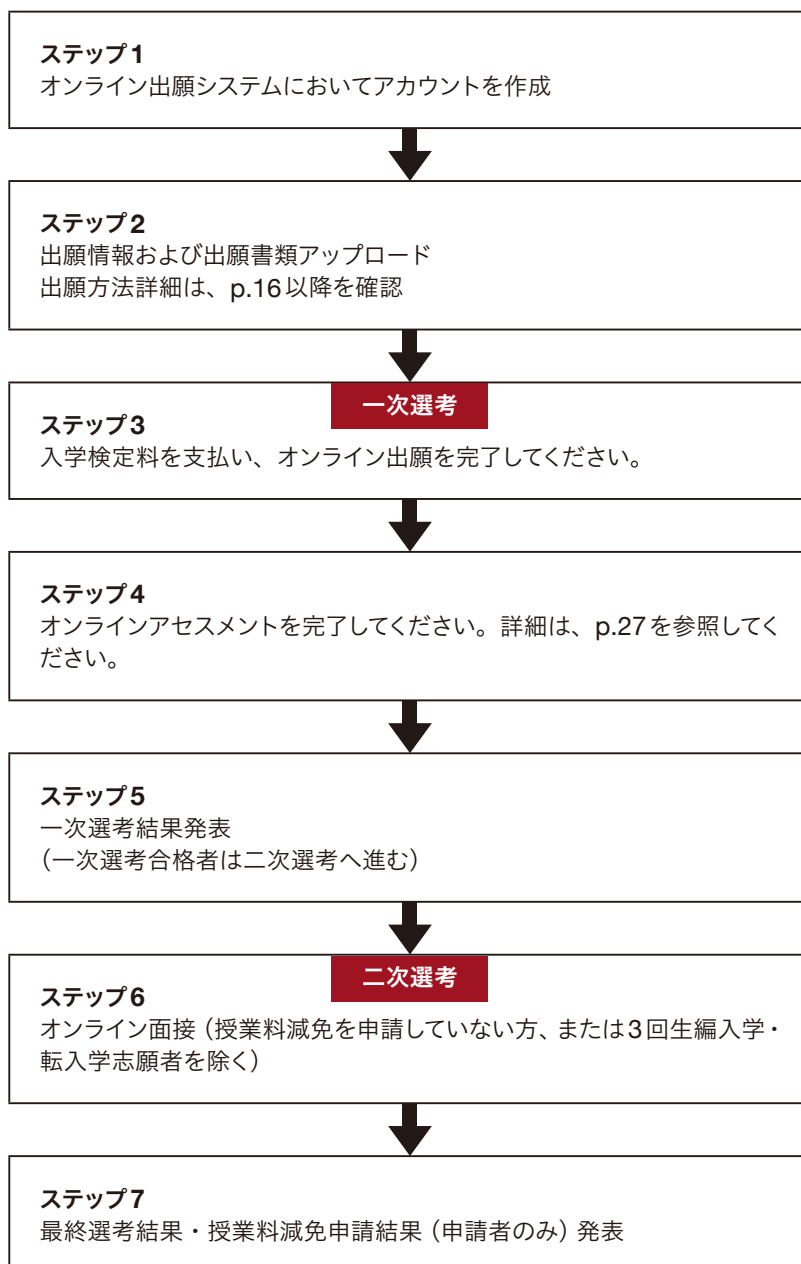 ステップ1
オンライン出願システムにおいてアカウントを作成
ステップ2
出願情報および出願書類アップロード
出願方法詳細は、p.16以降を確認
一次選考
ステップ3
入学検定料を支払い、オンライン出願を完了してください。
ステップ4
オンラインアセスメントを完了してください。詳細は、p.27を参照してく
ださい。
ステップ5
一次選考結果発表
（一次選考合格者は二次選考へ進む）
二次選考
ステップ6
オンライン面接（授業料減免を申請していない方、または3回生編入学・
転入学志願者を除く）
ステップ7
最終選考結果・授業料減免申請結果（申請者のみ）発表